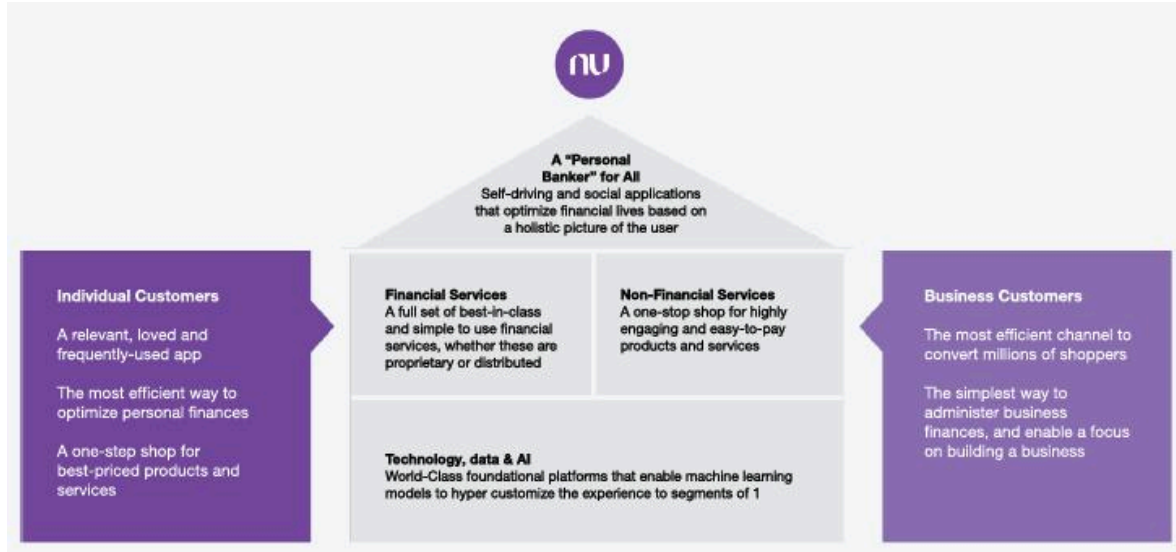 nu
A "Personal
Banker" for All
Self-driving and social applications
that optimize financial lives based on
a holistic picture of the user
Individual Customers
A relevant, loved and
frequently-used app
The most efficient way to
optimize personal finances
A one-step shop for
best-priced products and
services
Financial Services
A full set of best-in-class
and simple to use financial
services, whether these are
proprietary or distributed
Non-Financial Services
A one-stop shop for highly
engaging and easy-to-pay
products and services
Technology, data & AI
World-Class foundational platforms that enable machine learning
models to hyper customize the experience to segments of 1
Business Customers
The most efficient channel to
convert millions of shoppers
The simplest way to
administer business
finances, and enable a focus
on building a business